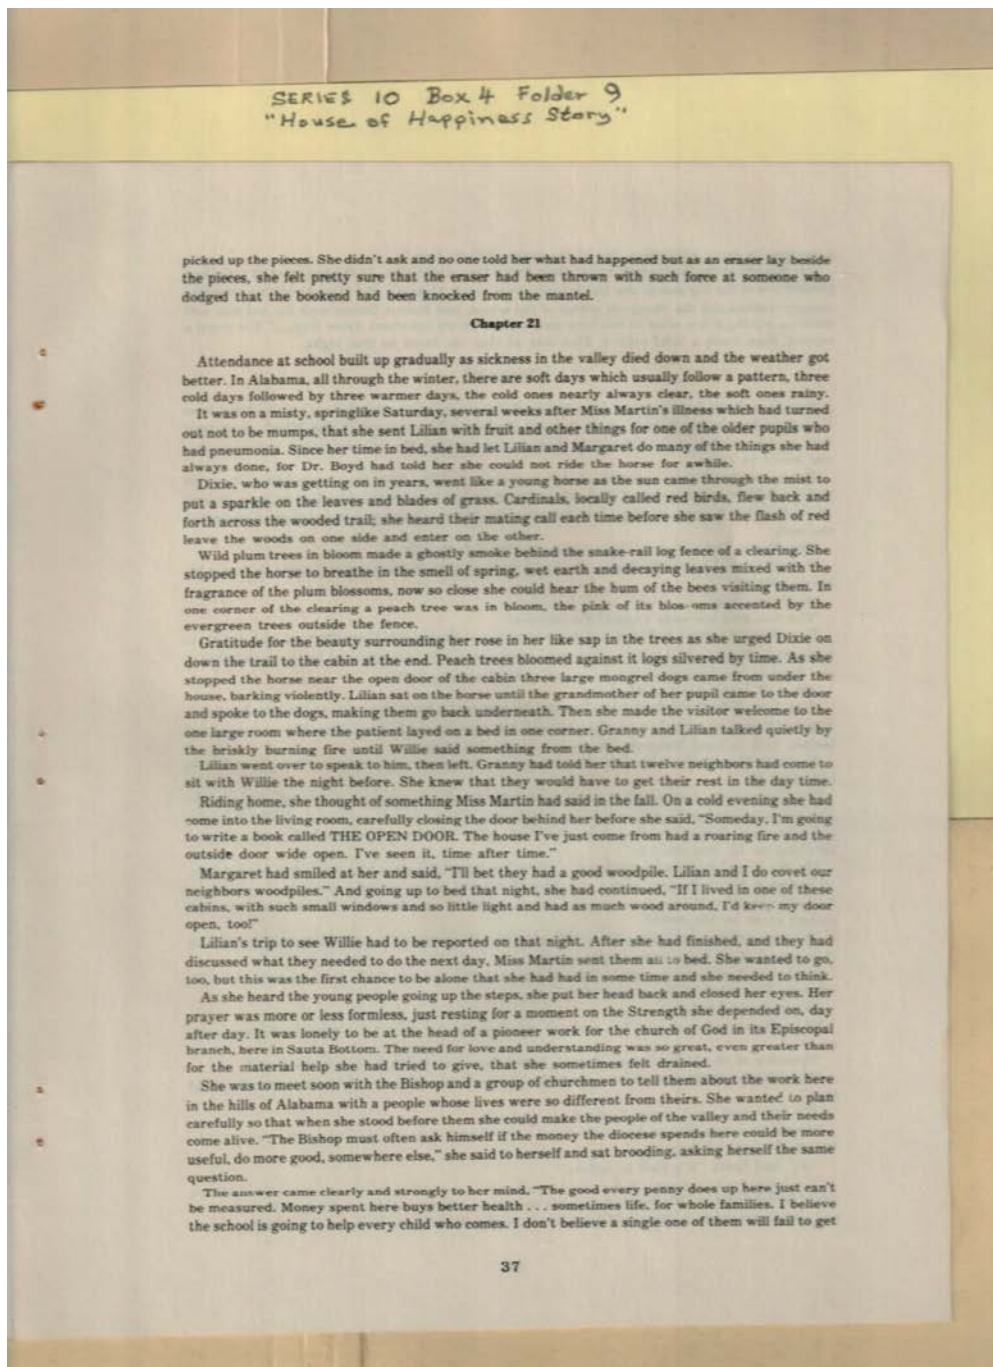 SERIES 10 Box 4 Folder 9
"House of Happiness Story"
picked up the pieces. She didn't ask and no one told her what had happened but as an eraser lay beside
the pieces, she felt pretty sure that the eraser had been thrown with such force at someone who
dodged that the bookend had been knocked from the mantel.
Chapter 21
Attendance at school built up gradually as sickness in the valley died down and the weather got
better. In Alabama, all through the winter, there are soft days which usually follow a pattern, three
cold days followed by three warmer days, the cold ones nearly always clear, the soft ones rainy.
It was on a misty, springlike Saturday, several weeks after Miss Martin's illness which had turned
out not to be mumps, that she sent Lilian with fruit and other things for one of the older pupils who
had pneumonia. Since her time in bed, she had let Lilian and Margaret do many of the things she had
always done, for Dr. Boyd had told her she could not ride the horse for awhile.
Dixie, who was getting on in years, went like a young horse as the sun came through the mist to
put a sparkle on the leaves and blades of grass. Cardinals, locally called red birds, flew back and
forth across the wooded trail; she heard their mating call each time before she saw the flash of red
leave the woods on one side and enter on the other.
Wild plum trees in bloom made a ghostly smoke behind the snake-rail log fence of a clearing. She
stopped the horse to breathe in the smell of spring, wet earth and decaying leaves mixed with the
fragrance of the plum blossoms, now so close she could hear the hum of the bees visiting them. In
one corner of the clearing a peach tree was in bloom, the pink of its blos-oms accented by the
evergreen trees outside the fence.
Gratitude for the beauty surrounding her rose in her like sap in the trees as she urged Dixie on
down the trail to the cabin at the end. Peach trees bloomed against it logs silvered by time. As she
stopped the horse near the open door of the cabin three large mongrel dogs came from under the
house, barking violently. Lilian sat on the horse until the grandmother of her pupil came to the door
and spoke to the dogs, making them go back underneath. Then she made the visitor welcome to the
one large room where the patient layed on a bed in one corner. Granny and Lilian talked quietly by
the briskly burning fire until Willie said something from the bed.
Lilian went over to speak to him, then left. Granny had told her that twelve neighbors had come to
sit with Willie the night before. She knew that they would have to get their rest in the day time.
Riding home, she thought of something Miss Martin had said in the fall. On a cold evening she had
come into the living room, carefully closing the door behind her before she said, "Someday, I'm going
to write a book called THE OPEN DOOR. The house I've just come from had a roaring fire and the
outside door wide open. I've seen it, time after time."
Margaret had smiled at her and said, "I'll bet they had a good woodpile. Lilian and I do covet our
neighbors woodpiles." And going up to bed that night, she had continued, "If I lived in one of these
cabins, with such small windows and so little light and had as much wood around, I'd keep my door
open, too!"
Lilian's trip to see Willie had to be reported on that night. After she had finished, and they had
discussed what they needed to do the next day, Miss Martin sent them all to bed. She wanted to go,
too, but this was the first chance to be alone that she had had in some time and she needed to think.
As she heard the young people going up the steps, she put her head back and closed her eyes. Her
prayer was more or less formless, just resting for a moment on the Strength she depended on, day
after day. It was lonely to be at the head of a pioneer work for the church of God in its Episcopal
branch, here in Sauta Bottom. The need for love and understanding was so great, even greater than
for the material help she had tried to give, that she sometimes felt drained.
She was to meet soon with the Bishop and a group of churchmen to tell them about the work here
in the hills of Alabama with a people whose lives were so different from theirs. She wanted to plan
carefully so that when she stood before them she could make the people of the valley and their needs
come alive. "The Bishop must often ask himself if the money the diocese spends here could be more
useful, do more good, somewhere else," she said to herself and sat brooding, asking herself the same
question.
The answer came clearly and strongly to her mind, "The good every penny does up here just can't
be measured. Money spent here buys better health . . . sometimes life, for whole families. I believe
the school is going to help every child who comes. I don't believe a single one of them will fail to get
37